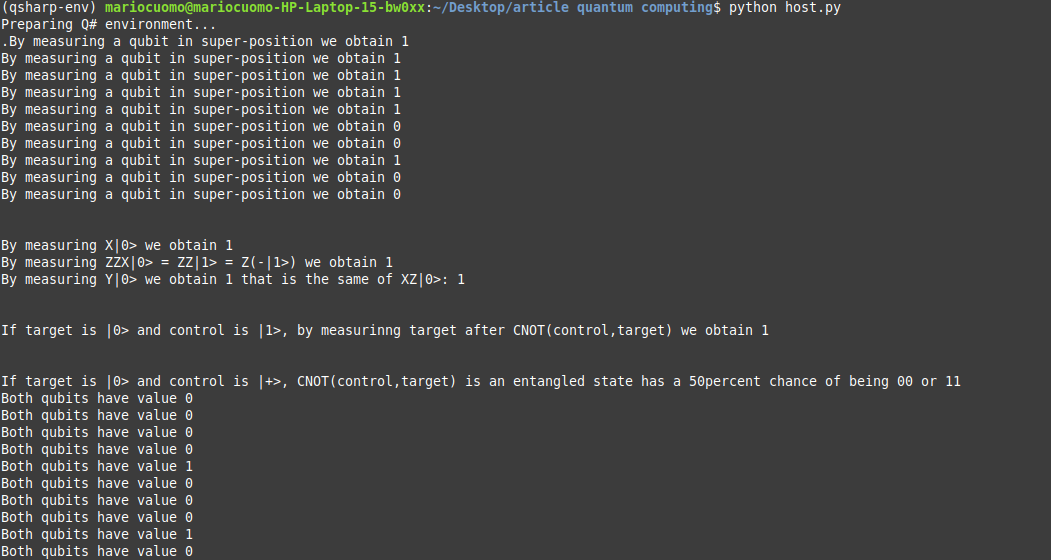 (qsharp-env) mariocuomo@mariocuomo-HP-Laptop-15-bw0xx:~/Desktop/article quantum computing$ python host.py
Preparing Q# environment...
.By measuring a qubit in super-position we obtain 1
By measuring a qubit in super-position we obtain 1
By measuring a qubit in super-position we obtain 1
By measuring a qubit in super-position we obtain 1
By measuring a qubit in super-position we obtain 1
By measuring a qubit in super-position we obtain 0
By measuring a qubit in super-position we obtain 0
By measuring a qubit in super-position we obtain 1
By measuring a qubit in super-position we obtain 0
By measuring a qubit in super-position we obtain 0
By measuring X|0> we obtain 1
By measuring ZZX|0> = ZZ|1> = Z(-|1>) we obtain 1
By measuring Y|0> we obtain 1 that is the same of XZ|0>: 1
If target is |0> and control is |1>, by measurinng target after CNOT(control,target) we obtain 1
If target is |0> and control is |+>, CNOT(control,target) is an entangled state has a 50percent chance of being 00 or 11
Both qubits have value 0
Both qubits have value 0
Both qubits have value 0
Both qubits have value 0
Both qubits have value 1
Both qubits have value 0
Both qubits have value 0
Both qubits have value 0
Both qubits have value 1
Both qubits have value 0